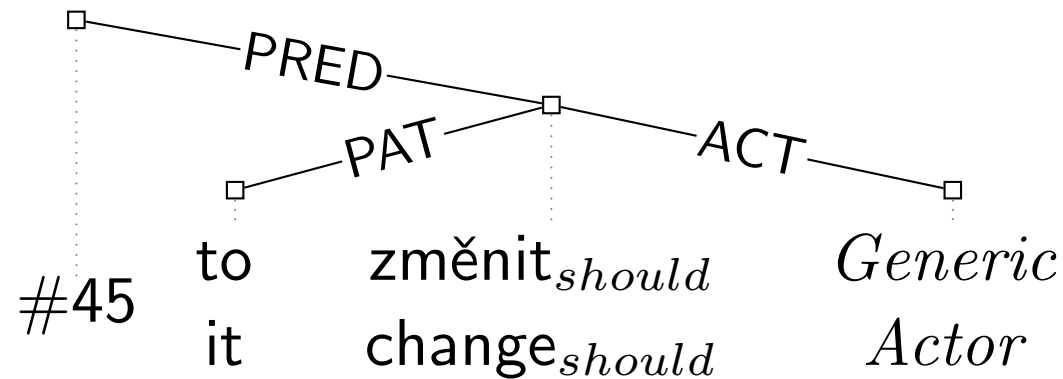 PRED
PAT ACT
to změnit_should Generic
#45
it change_should Actor